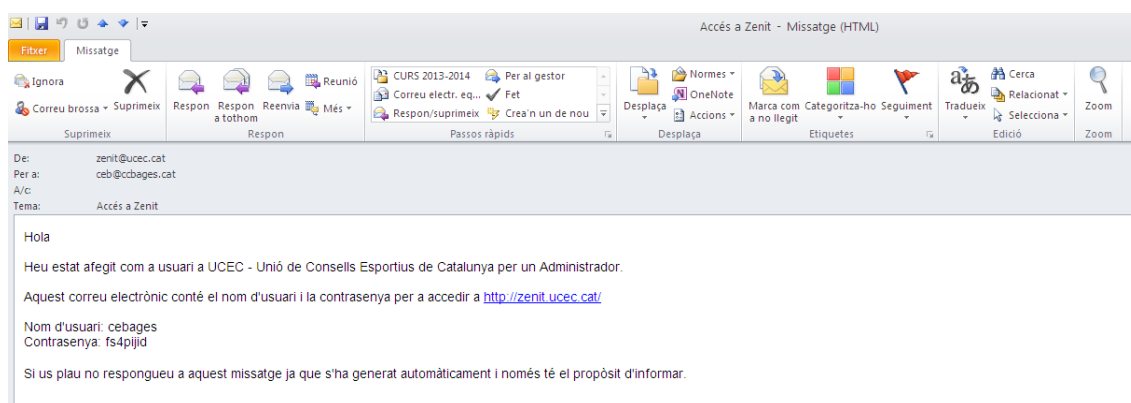 Accés a Zenit - Missatge (HTML)
Fitxer Missatge
Ignora
Correu brossa
Suprimeix
Suprimeix
Respon
Respon a tothom
Reenvia
Reunió
Més
Respon
CURS 2013-2014
Correu electr. eq...
Respon/suprimeix
Per al gestor
Fet
Crea'n un de nou
Passos ràpids
Desplaça
Normes
OneNote
Accions
Desplaça
Marca com a no llegit
Categoritza-ho
Seguiment
Etiquetes
Tradueix
Cerca
Relacionat
Selecciona
Edició
Zoom
Zoom
De: zenit@ucec.cat
Per a: ceb@ccbages.cat
A/c:
Tema: Accés a Zenit
Hola
Heu estat afegit com a usuari a UCEC - Unió de Consells Esportius de Catalunya per un Administrador.
Aquest correu electrònic conté el nom d'usuari i la contrasenya per a accedir a http://zenit.ucec.cat/
Nom d'usuari: cebages
Contrasenya: fs4pijid
Si us plau no respongueu a aquest missatge ja que s'ha generat automàticament i només té el propòsit d'informar.